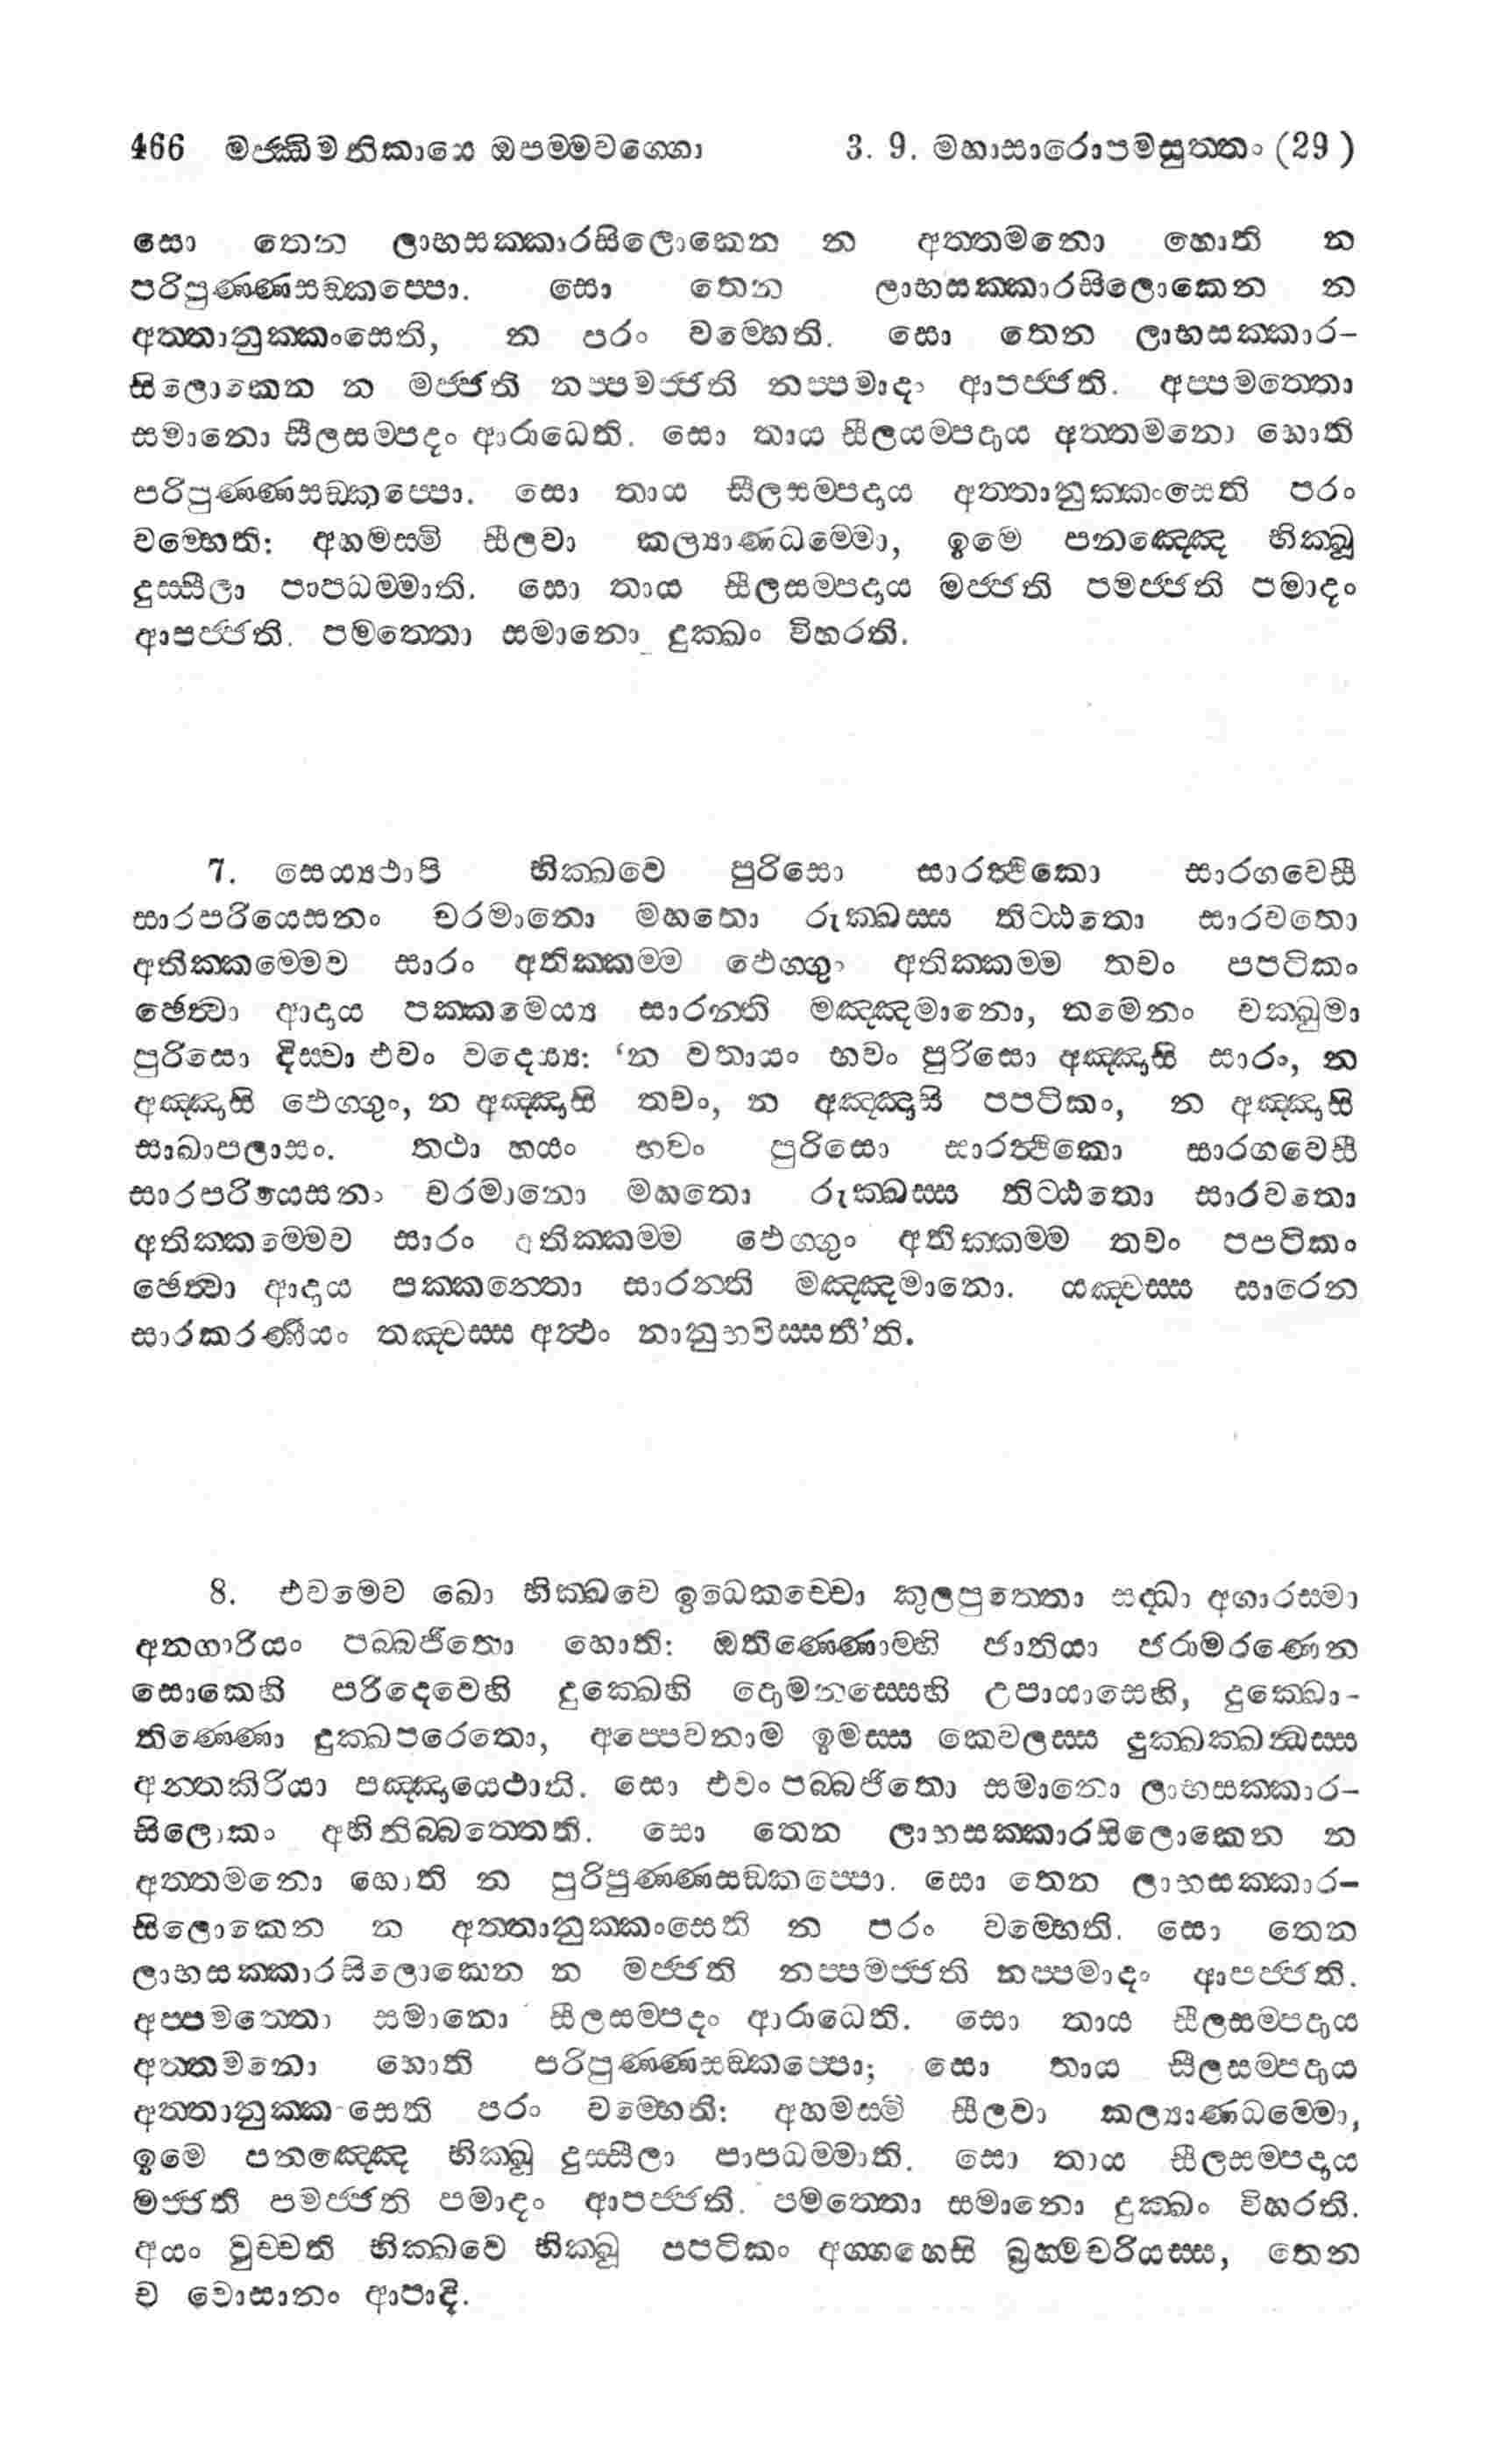 466 මජ්ඣිමනිකායෙ ඔපම්මවග්ගො 3. 9. මහාසාරොපමසුත්තං (29)
සො තෙන ලාභසක්කාරසිලොකෙන න අත්තමනො හොති න
පරිපුණ්ණසඞ්කප්පො. සො තෙන ලාභසක්කාරසිලොකෙන න
අත්තානුක්කංසෙති, න පරං වම්හෙති. සො තෙන ලාභසක්කාර-
සිලොකෙන න මජ්ජති නප්පමජ්ජති නප්පමාදා ආපජ්ජති. අප්පමත්තො
සමානො සීලසම්පදං ආරාධෙති. සො තාය සීලයම්පදාය අත්තමනො හොති
පරිපුණ්ණසඞ්කප්පො. සො තාය සීලසම්පදාය අත්තානුක්කංසෙති පරං
වම්භෙති: අහමස්මි සීලවා කල්‍යාණධම්මො, ඉමෙ පනඤ්ඤෙ භික්ඛූ
දුස්සීලා පාපධම්මාති. සො තාය සීලසම්පදාය මජ්ජති පමජ්ජති පමාදං
ආපජ්ජති. පමත්තො සමානො දුක්ඛං විහරති.
7. සෙය්‍යථාපි භික්ඛවෙ පුරිසො සාරත්ථිකො සාරගවෙසී
සාරපරියෙසනං චරමානො මහතො රුක්ඛස්ස තිට්ඨතො සාරවතො
අතික්කම්මෙව සාරං අතික්කම්ම ඵෙග්ගුං අතික්කම්ම තචං පපටිකං
ඡෙත්වා ආදාය පක්කමෙය්‍ය සාරන්ති මඤ්ඤමානො, තමෙනං චක්ඛුමා
පුරිසො දිස්වා එවං වදෙය්‍ය: ‘න වතායං භවං පුරිසො අඤ්ඤාසි සාරං, න
අඤ්ඤාසි ඵෙග්ගුං, න අඤ්ඤාසි තචං, න අඤ්ඤාසි පපටිකං, න අඤ්ඤාසි
සාඛාපලාසං. තථා හයං භවං පුරිසො සාරත්ථිකො සාරගවෙසී
සාරපරියෙසනං චරමානො මහතො රුක්ඛස්ස තිට්ඨතො සාරවතො
අතික්කම්මෙව සාරං අතික්කම්ම ඵෙග්ගුං අතික්කම්ම තචං පපටිකං
ඡෙත්වා ආදාය පක්කන්තො සාරන්ති මඤ්ඤමානො. යඤ්චස්ස සාරෙන
සාරකරණීයං තඤ්චස්ස අත්ථං නානුභවිස්සතී’ති.
8. එවමෙව ඛො භික්ඛවෙ ඉධෙකච්චො කුලපුත්තො සද්ධා අගාරස්මා
අනගාරියං පබ්බජිතො හොති: ඔතිණ්ණොම්හි ජාතියා ජරාමරණෙන
සොකෙහි පරිදෙවෙහි දුක්ඛෙහි දොමනස්සෙහි උපායාසෙහි, දුක්ඛො-
තිණ්ණො දුක්ඛපරෙතො, අප්පෙවනාම ඉමස්ස කෙවලස්ස දුක්ඛක්ඛන්ධස්ස
අන්තකිරියා පඤ්ඤායෙථාති. සො එවං පබ්බජිතො සමානො ලාභසක්කාර-
සිලොකං අභිනිබ්බත්තෙති. සො තෙන ලාභසක්කාරසිලොකෙන න
අත්තමනො හොති න පුරිපුණ්ණසඞ්කප්පො. සො තෙන ලාභසක්කාර-
සිලොකෙන න අත්තානුක්කංසෙති න පරං වම්භෙති. සො තෙන
ලාභසක්කාරසිලොකෙන න මජ්ජති නප්පමජ්ජති නප්පමාදං ආපජ්ජති.
අප්පමත්තො සමානො සීලසම්පදං ආරාධෙති. සො තාය සීලසම්පදාය
අත්තමනො හොති පරිපුණ්ණසඞ්කප්පො; සො තාය සීලසම්පදාය
අත්තානුක්කංසෙති පරං වම්භෙති: අහමස්මි සීලවා කල්‍යාණධම්මො,
ඉමෙ පනඤ්ඤෙ භික්ඛූ දුස්සීලා පාපධම්මාති. සො තාය සීලසම්පදාය
මජ්ජති පමජ්ජති පමාදං ආපජ්ජති. පමත්තො සමානො දුක්ඛං විහරති.
අයං වුච්චති භික්ඛවෙ භික්ඛු පපටිකං අග්ගහෙසි බ්‍රහ්මචරියස්ස, තෙන
ච වොසානං ආපාදි.